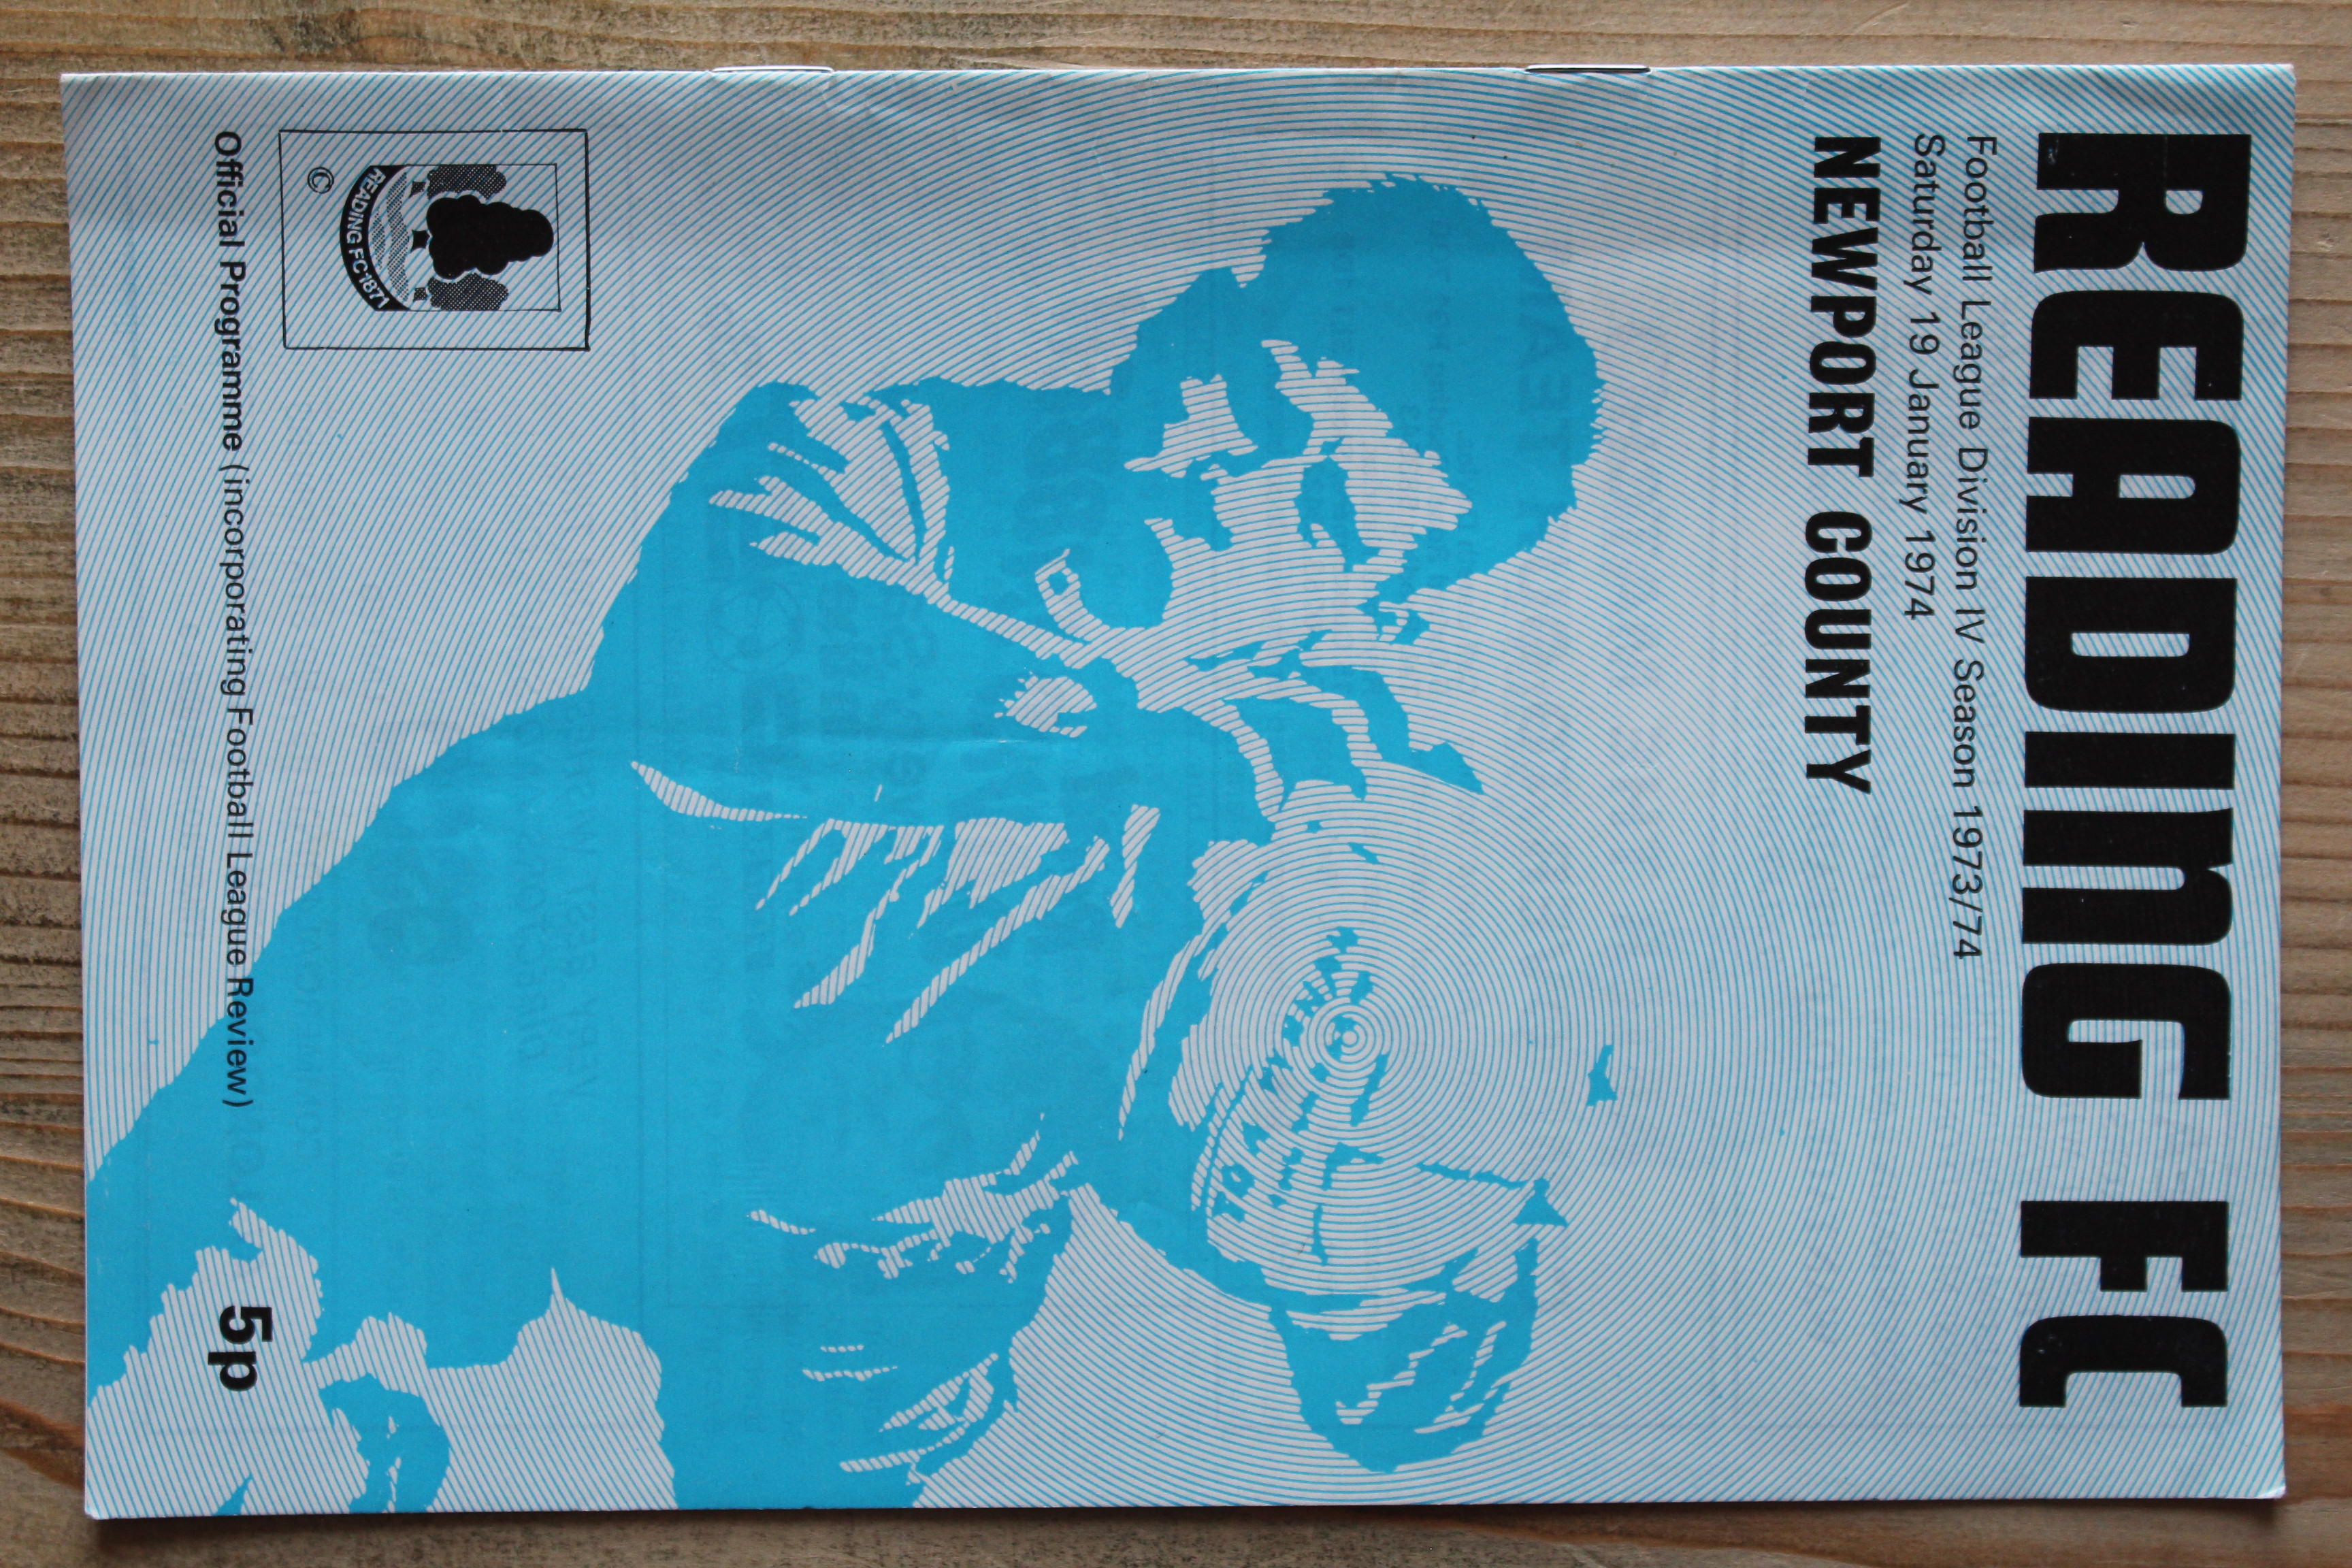 READING FC
Football League Division IV Season 1973/74
Saturday 19 January 1974
NEWPORT COUNTY
READING FC 1871
©
Official Programme (incorporating Football League Review)
5p